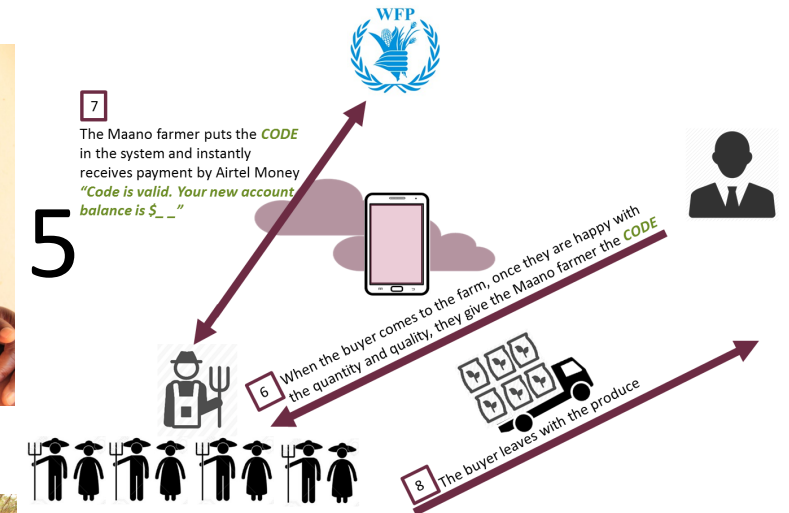 WFP
7
The Maano farmer puts the CODE
in the system and instantly
receives payment by Airtel Money
“Code is valid. Your new account
balance is $_ _”
5
6
When the buyer comes to the farm, once they are happy with
the quantity and quality, they give the Maano farmer the CODE
8
The buyer leaves with the produce